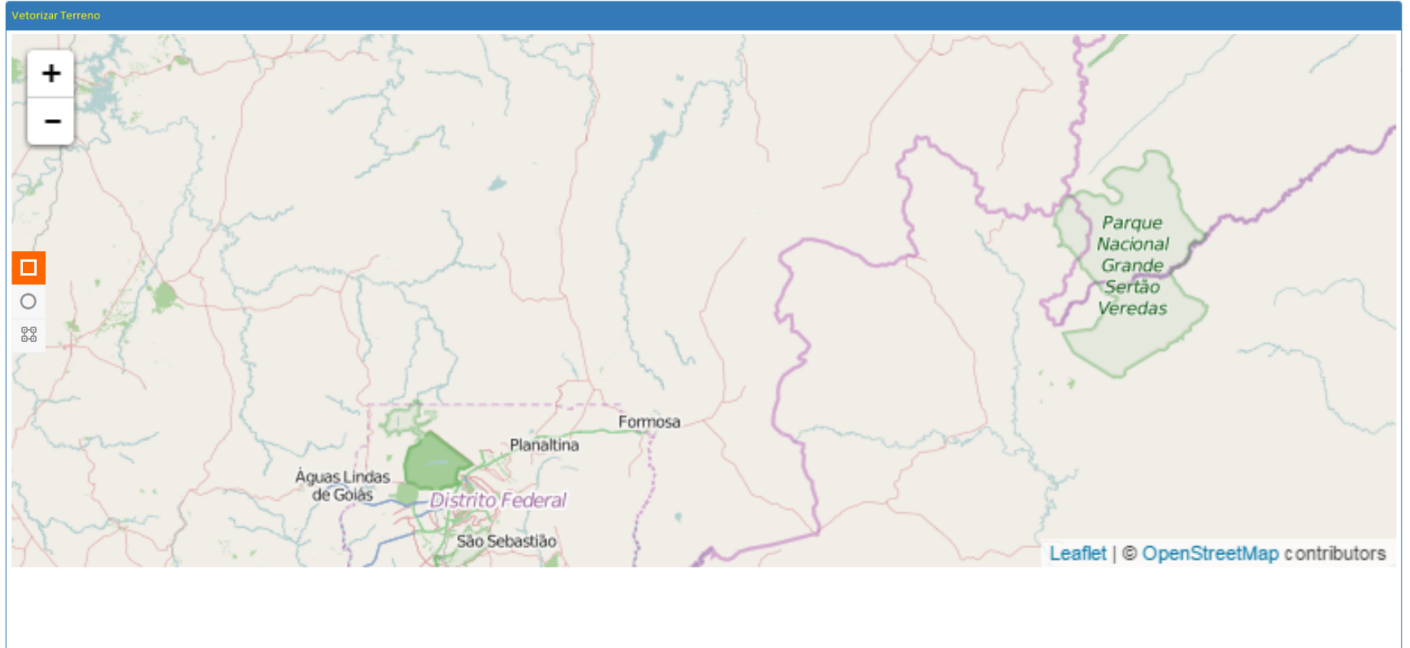 Vetorizar Terreno
+
−
Parque
Nacional
Grande
Sertão
Veredas
Formosa
Planaltina
Águas Lindas
de Goiás
Distrito Federal
São Sebastião
Leaflet | © OpenStreetMap contributors